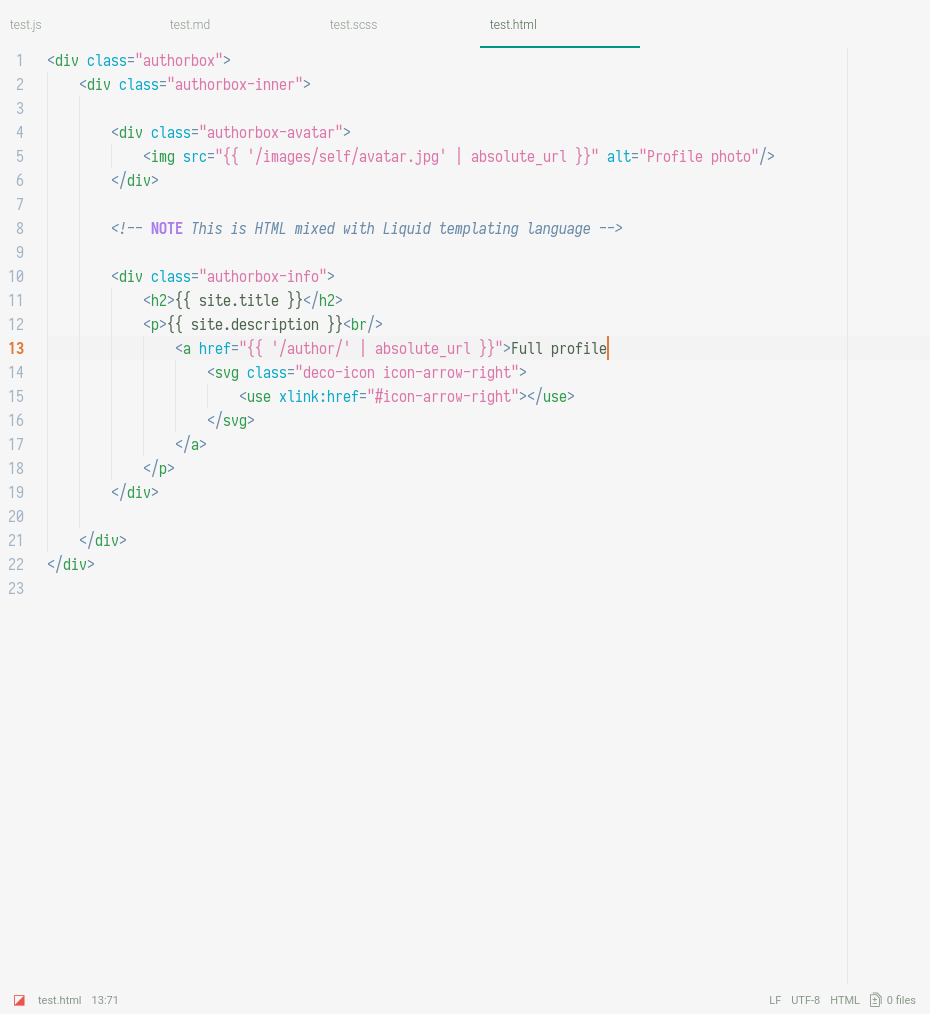 test.js test.md test.scss test.html
1 <div class="authorbox">
2     <div class="authorbox-inner">
3
4         <div class="authorbox-avatar">
5             <img src="{{ '/images/self/avatar.jpg' | absolute_url }}" alt="Profile photo"/>
6         </div>
7
8         <!-- NOTE This is HTML mixed with Liquid templating language -->
9
10         <div class="authorbox-info">
11             <h2>{{ site.title }}</h2>
12             <p>{{ site.description }}<br/>
13                 <a href="{{ '/author/' | absolute_url }}">Full profile
14                     <svg class="deco-icon icon-arrow-right">
15                         <use xlink:href="#icon-arrow-right"></use>
16                     </svg>
17                 </a>
18             </p>
19         </div>
20
21     </div>
22 </div>
23
test.html 13:71 LF UTF-8 HTML 0 files